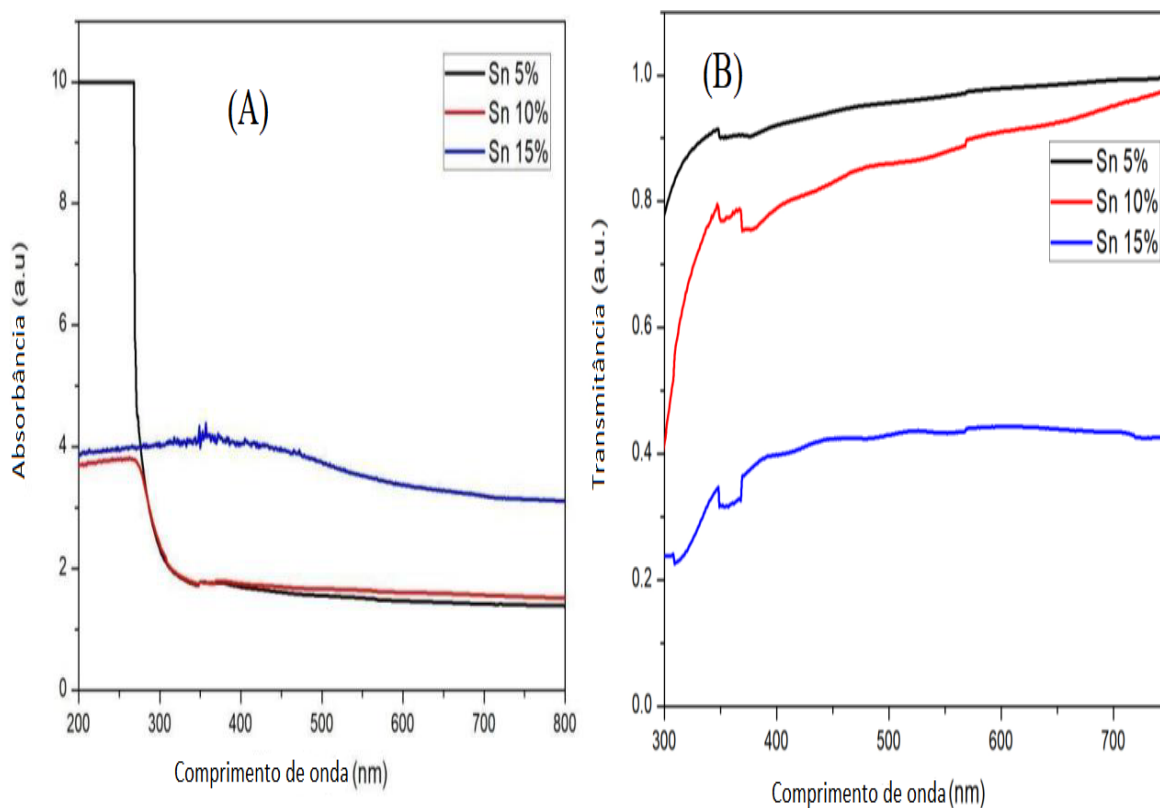 (A)
Sn 5%
Sn 10%
Sn 15%
Absorbância (a.u)
10
8
6
4
2
0
200 300 400 500 600 700 800
Comprimento de onda (nm)
(B)
Sn 5%
Sn 10%
Sn 15%
Transmitância (a.u.)
1.0
0.8
0.6
0.4
0.2
0.0
300 400 500 600 700
Comprimento de onda (nm)